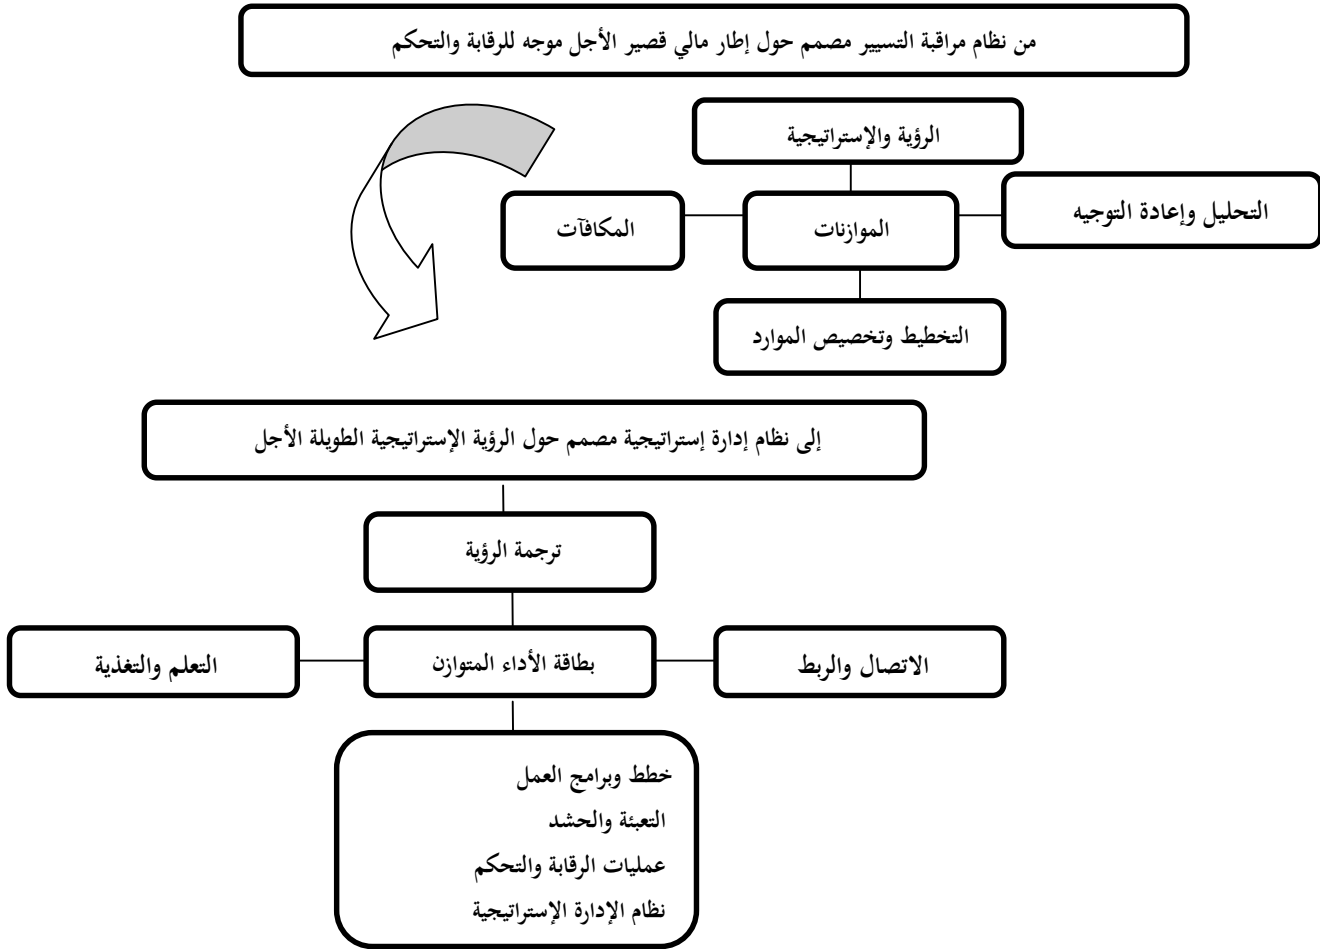 من نظام مراقبة التسيير مصمم حول إطار مالي قصير الأجل موجه للرقابة والتحكم
الرؤية والإستراتيجية
التحليل وإعادة التوجيه
الموازنات
المكافآت
التخطيط وتخصيص الموارد
إلى نظام إدارة إستراتيجية مصمم حول الرؤية الإستراتيجية الطويلة الأجل
ترجمة الرؤية
الاتصال والربط
بطاقة الأداء المتوازن
التعلم والتغذية
خطط وبرامج العمل
التعبئة والحشد
عمليات الرقابة والتحكم
نظام الإدارة الإستراتيجية